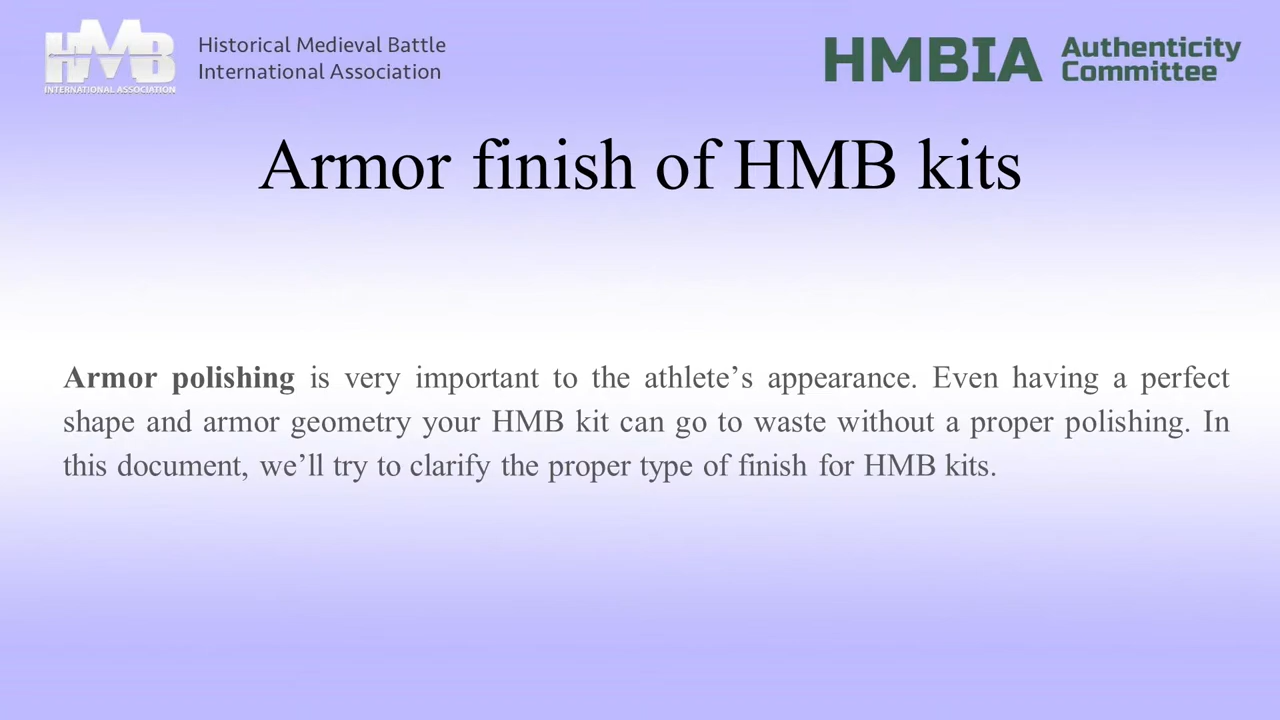 HMB
INTERNATIONAL ASSOCIATION
Historical Medieval Battle
International Association
HMBIA
Authenticity
Committee
Armor finish of HMB kits
Armor polishing is very important to the athlete’s appearance. Even having a perfect
shape and armor geometry your HMB kit can go to waste without a proper polishing. In
this document, we’ll try to clarify the proper type of finish for HMB kits.